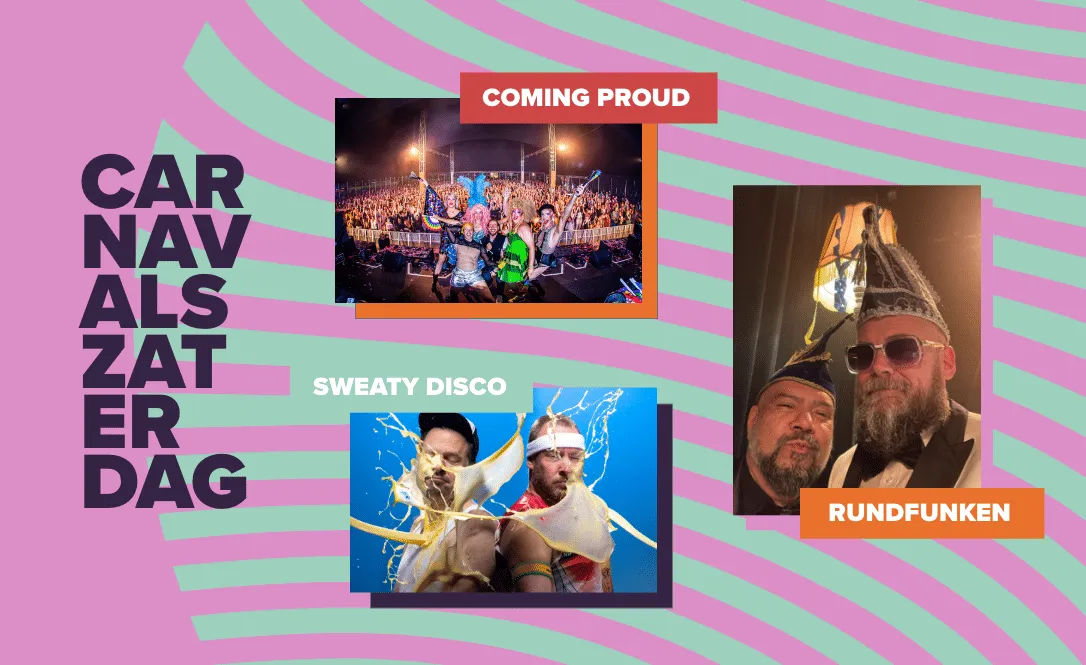 CAR
NAV
ALS
ZAT
ER
DAG
COMING PROUD
SWEATY DISCO
RUNDFUNKEN